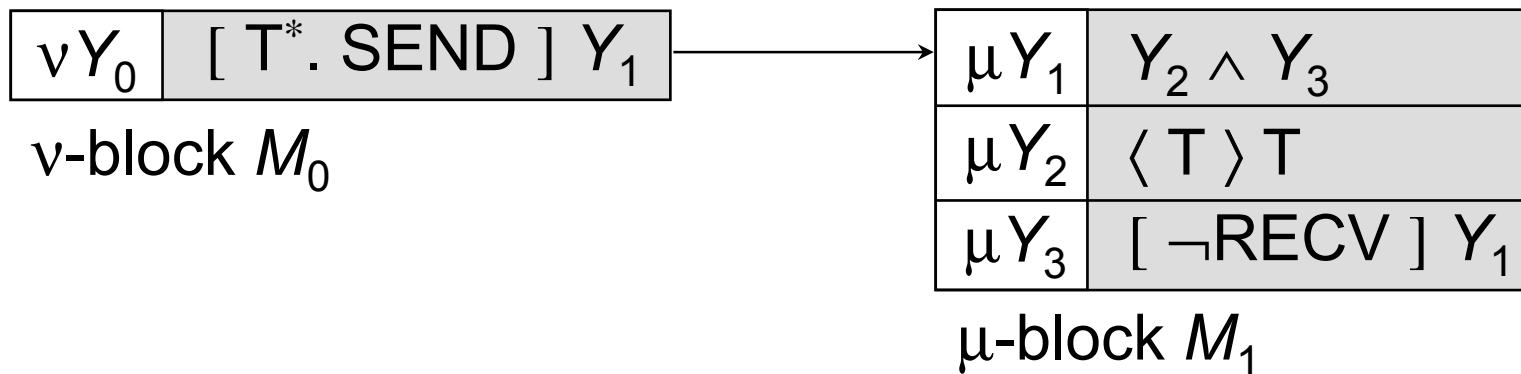 νY₀ [ T*. SEND ] Y₁
ν-block M₀
μY₁ Y₂ ∧ Y₃
μY₂ ⟨ T ⟩ T
μY₃ [ ¬RECV ] Y₁
μ-block M₁